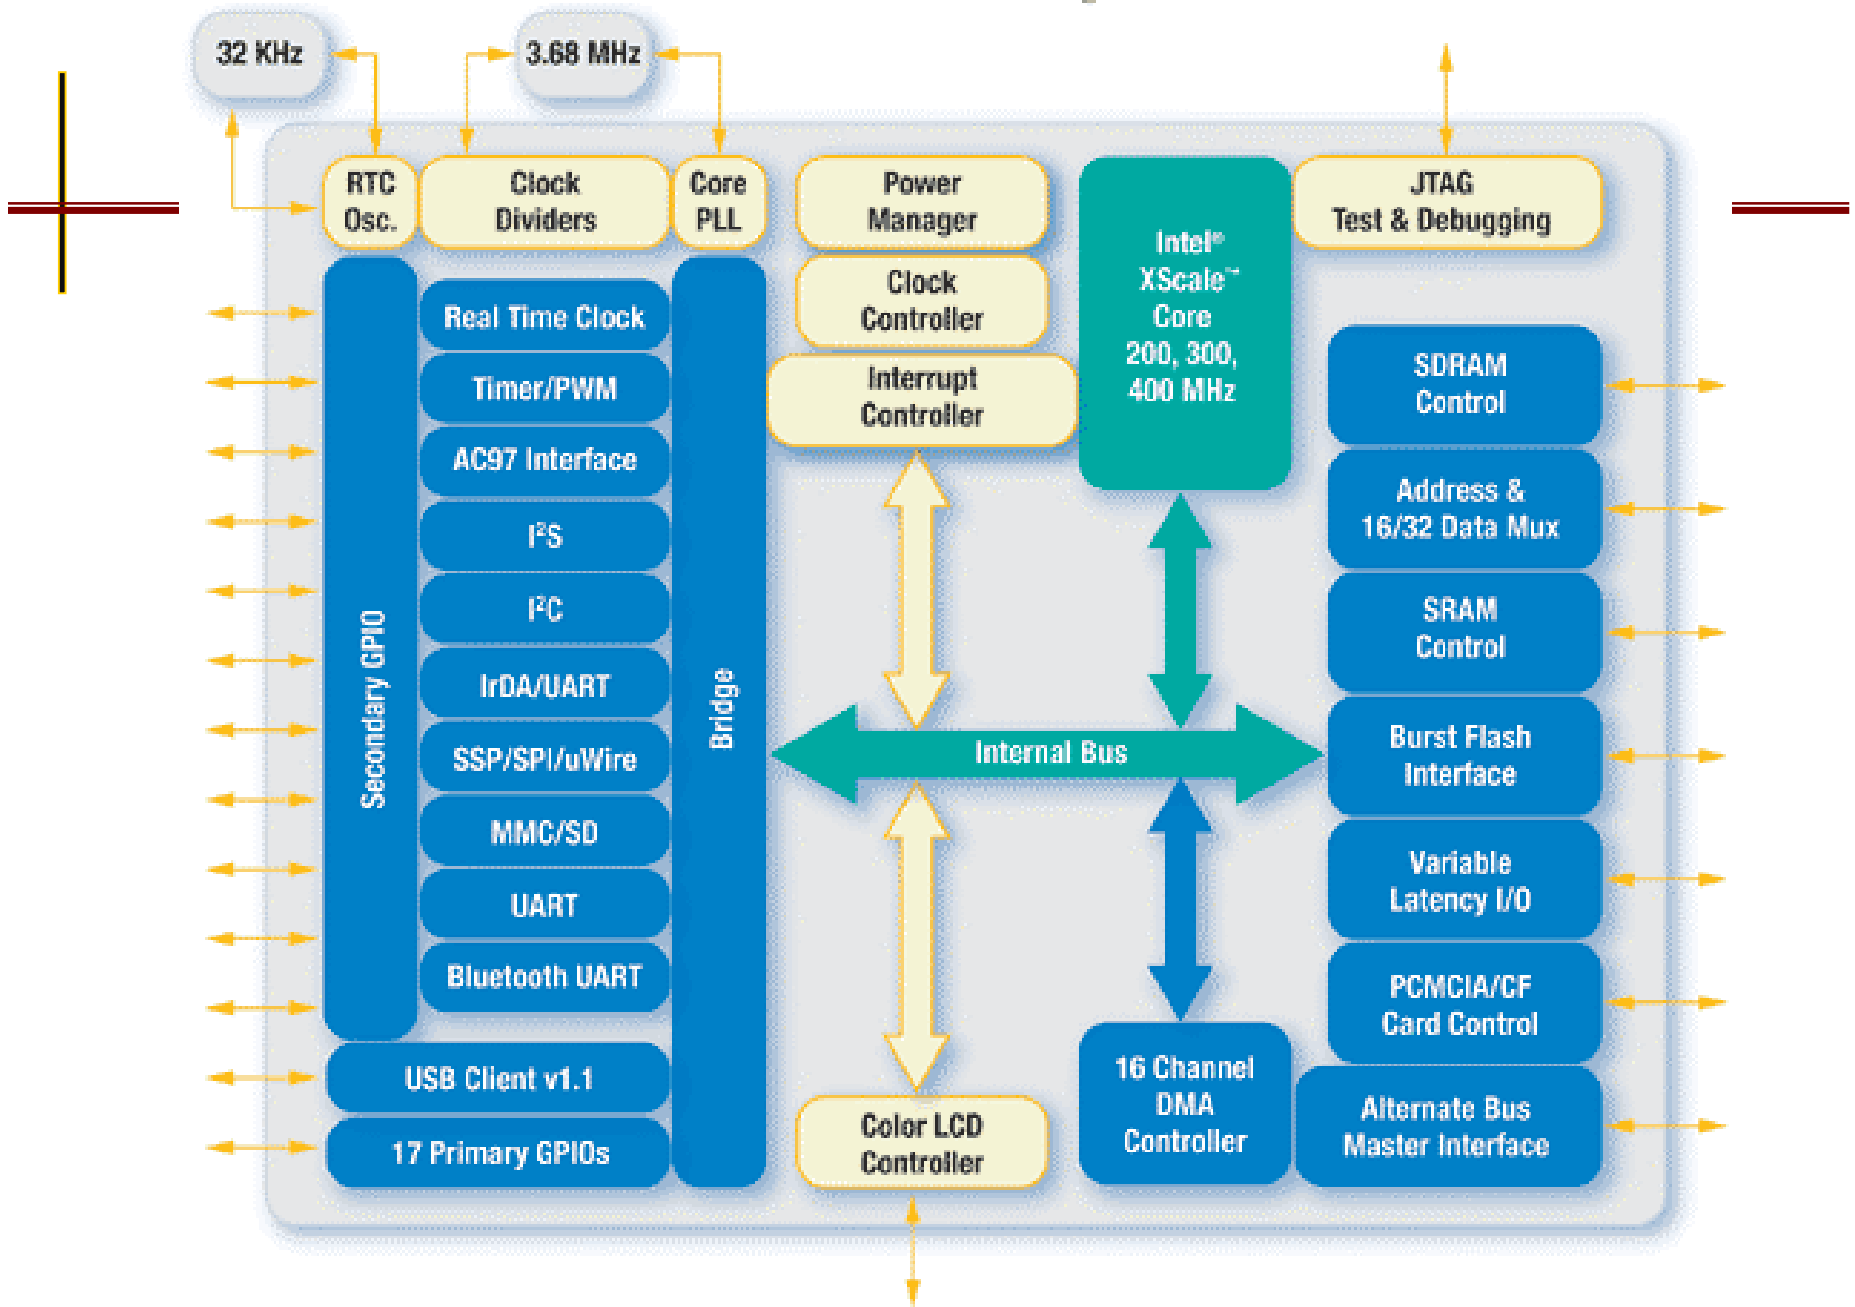 32 KHz
3.68 MHz
RTC
Osc.
Clock
Dividers
Core
PLL
Power
Manager
Clock
Controller
Interrupt
Controller
Intel®
XScale™
Core
200, 300,
400 MHz
JTAG
Test & Debugging
Secondary GPIO
Real Time Clock
Timer/PWM
AC97 Interface
I²S
I²C
IrDA/UART
SSP/SPI/uWire
MMC/SD
UART
Bluetooth UART
USB Client v1.1
17 Primary GPIOs
Bridge
Internal Bus
Color LCD
Controller
16 Channel
DMA
Controller
SDRAM
Control
Address &
16/32 Data Mux
SRAM
Control
Burst Flash
Interface
Variable
Latency I/O
PCMCIA/CF
Card Control
Alternate Bus
Master Interface